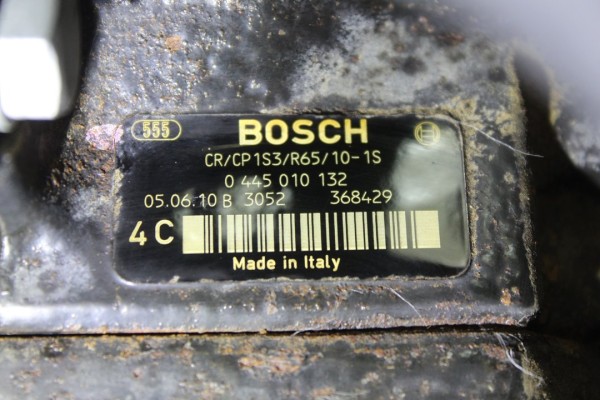 555 BOSCH
CR/CP1S3/R65/10-1S
0 445 010 132
05.06.10 B 3052 368429
4 C
Made in Italy